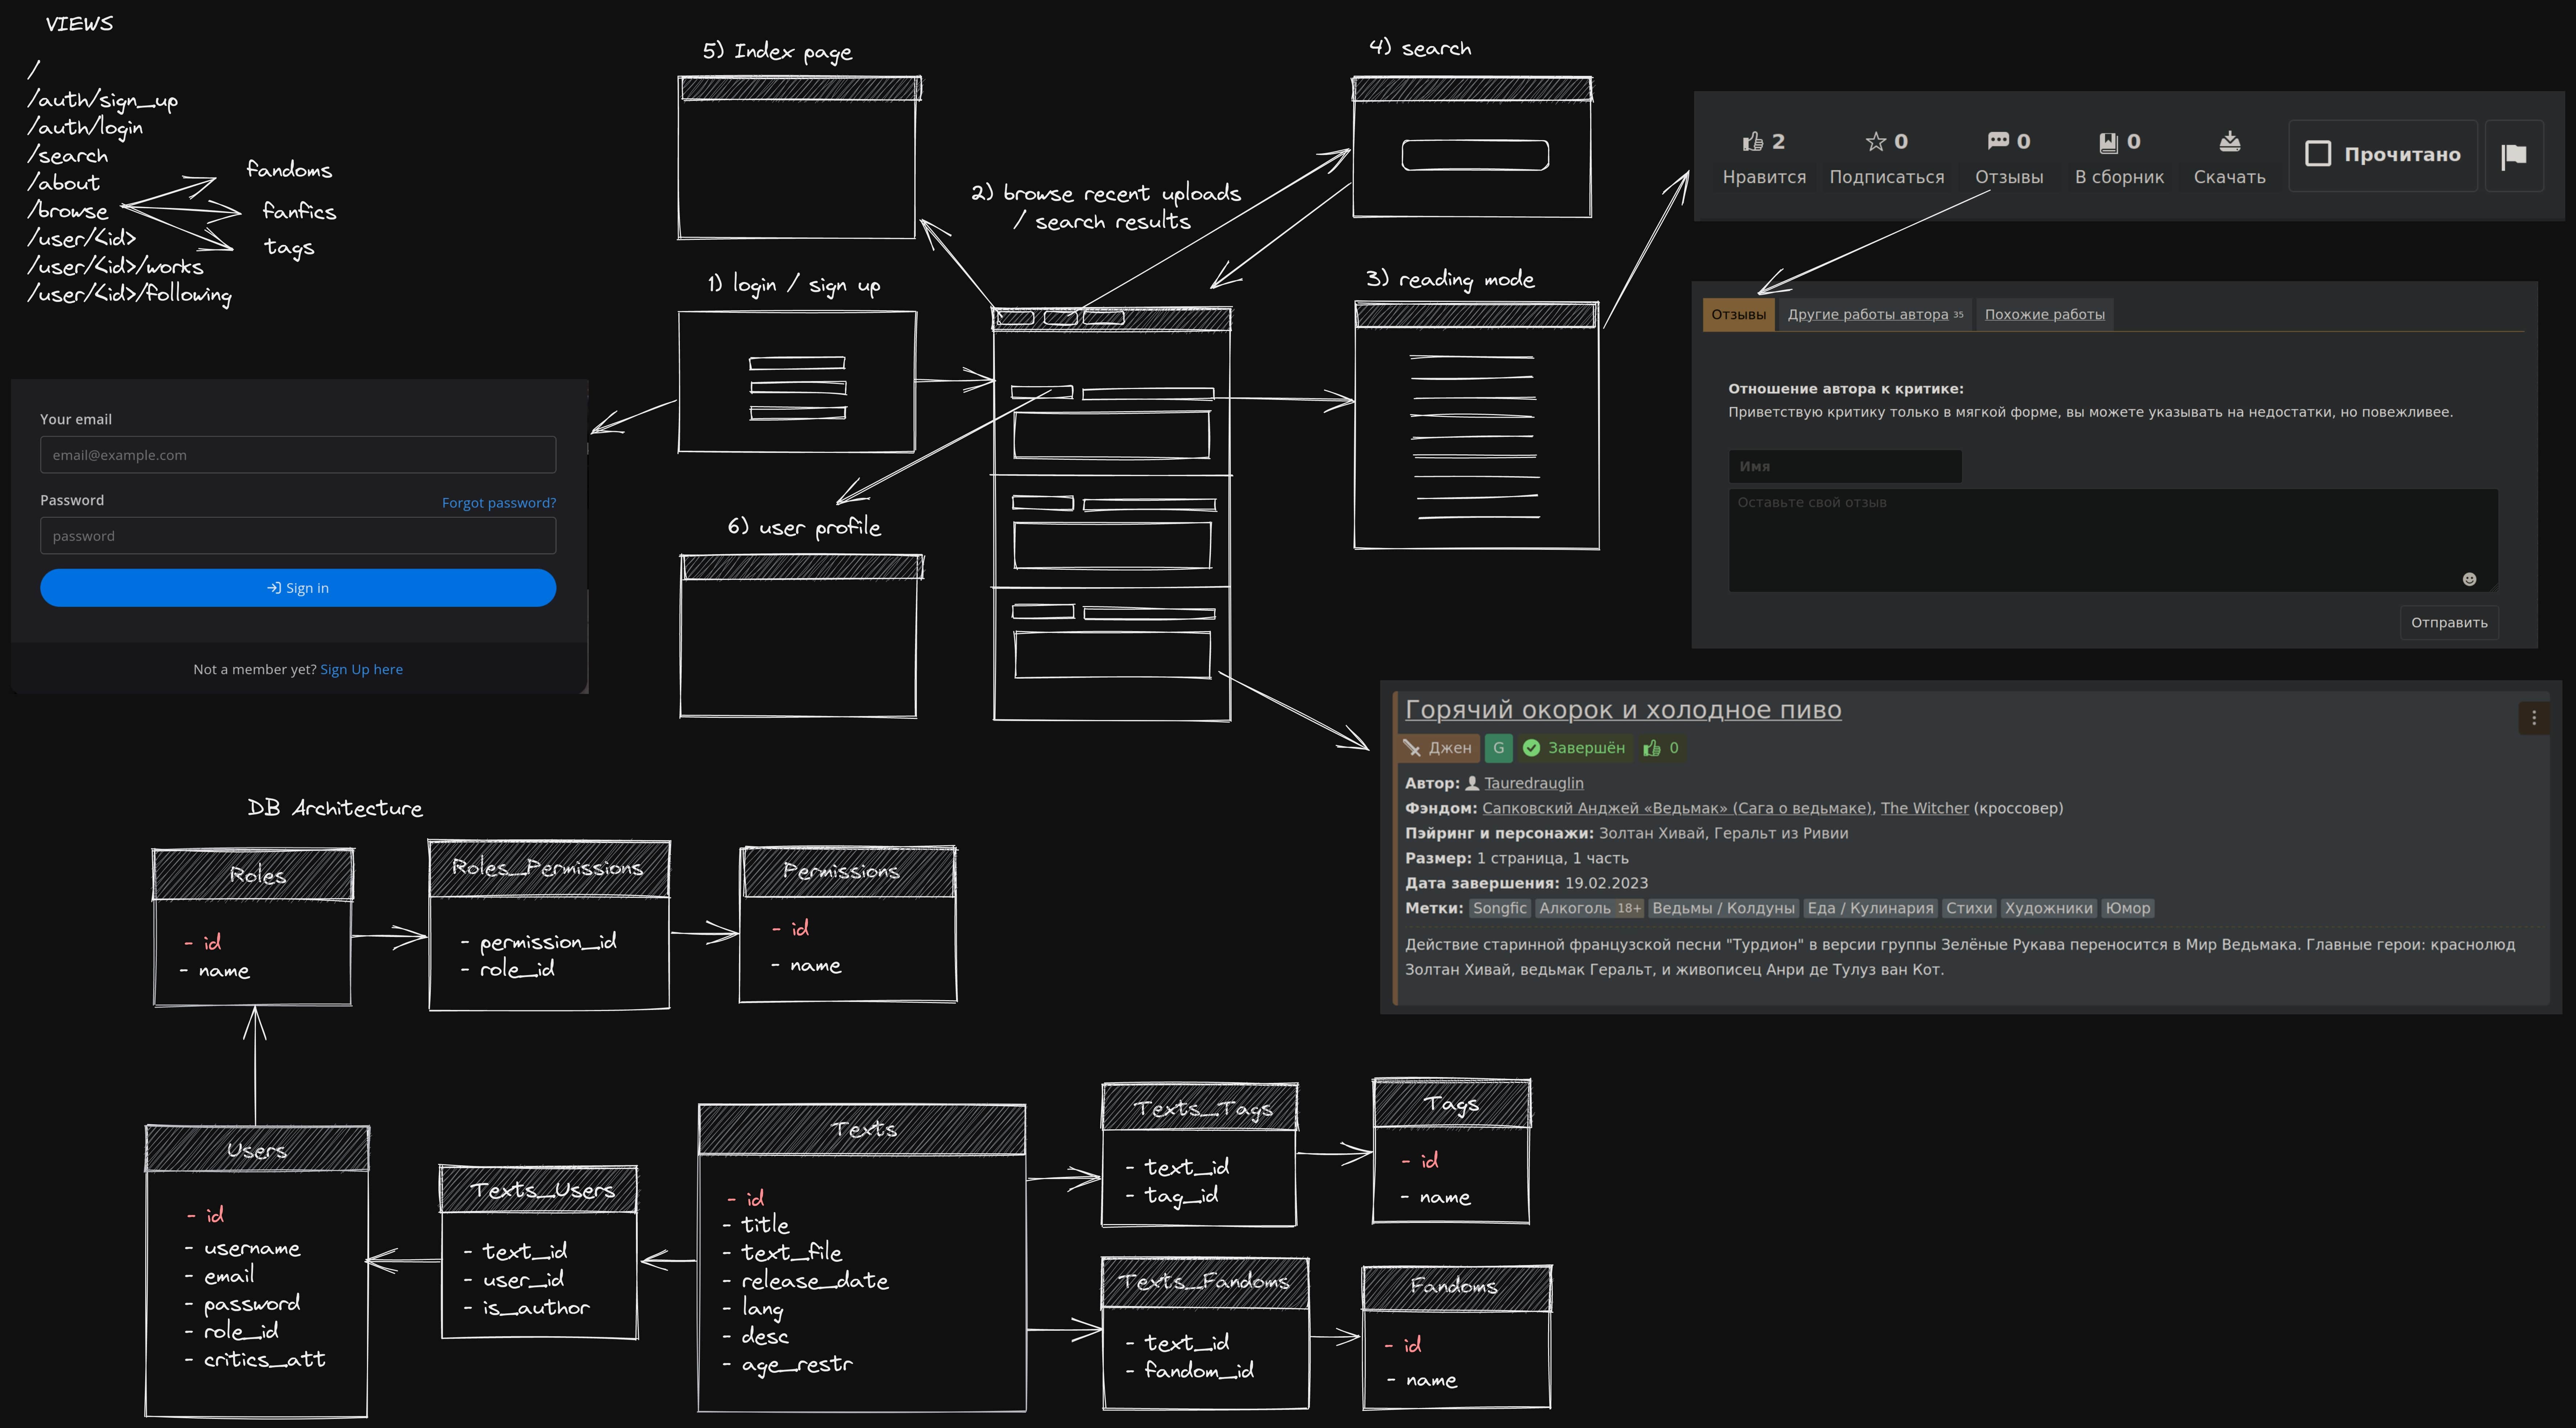 VIEWS
/
/auth/sign_up
/auth/login
/search
/about
/browse
/user/<id>
/user/<id>/works
/user/<id>/following
fandoms
fanfics
tags
5) Index page
4) search
2) browse recent uploads
/ search results
1) login / sign up
3) reading mode
6) user profile
Your email
email@example.com
Password Forgot password?
password
Sign in
Not a member yet? Sign Up here
2 0 0 0
Нравится Подписаться Отзывы В сборник Скачать Прочитано
Отзывы Другие работы автора 35 Похожие работы
Отношение автора к критике:
Приветствую критику только в мягкой форме, вы можете указывать на недостатки, но повежливее.
Имя
Оставьте свой отзыв
Отправить
Горячий окорок и холодное пиво
Джен G Завершён 0
Автор: Tauredrauglin
Фэндом: Сапковский Анджей «Ведьмак» (Сага о ведьмаке), The Witcher (кроссовер)
Пэйринг и персонажи: Золтан Хивай, Геральт из Ривии
Размер: 1 страница, 1 часть
Дата завершения: 19.02.2023
Метки: Songfic Алкоголь 18+ Ведьмы / Колдуны Еда / Кулинария Стихи Художники Юмор
Действие старинной французской песни "Турдион" в версии группы Зелёные Рукава переносится в Мир Ведьмака. Главные герои: краснолюд
Золтан Хивай, ведьмак Геральт, и живописец Анри де Тулуз ван Кот.
DB Architecture
Roles
- id
- name
Roles_Permissions
- permission_id
- role_id
Permissions
- id
- name
Users
- id
- username
- email
- password
- role_id
- critics_att
Texts_Users
- text_id
- user_id
- is_author
Texts
- id
- title
- text_file
- release_date
- lang
- desc
- age_restr
Texts_Tags
- text_id
- tag_id
Tags
- id
- name
Texts_Fandoms
- text_id
- fandom_id
Fandoms
- id
- name